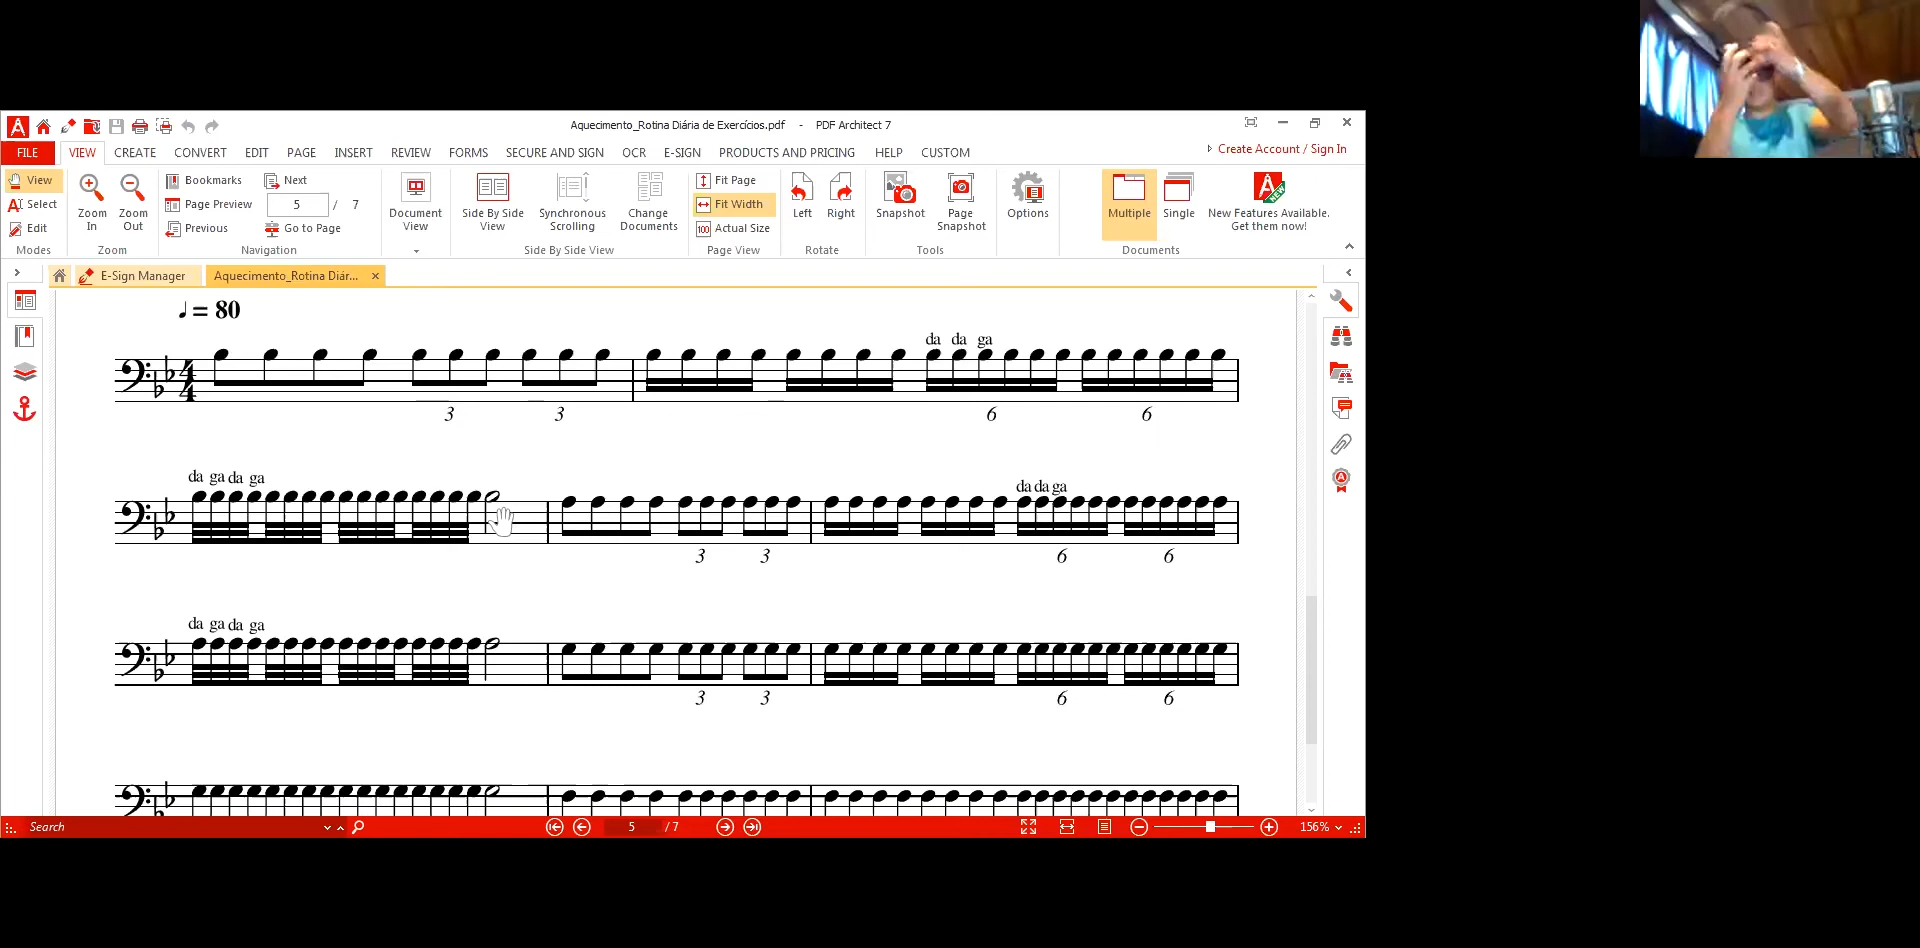 Aquecimento_Rotina Diária de Exercícios.pdf - PDF Architect 7
FILE VIEW CREATE CONVERT EDIT PAGE INSERT REVIEW FORMS SECURE AND SIGN OCR E-SIGN PRODUCTS AND PRICING HELP CUSTOM Create Account / Sign In
View Bookmarks Next Fit Page
Select Page Preview 5 / 7 Fit Width
Edit Previous Go to Page Actual Size
Zoom In Zoom Out Document View Side By Side View Synchronous Scrolling Change Documents Left Right Snapshot Page Snapshot Options Multiple Single New Features Available. Get them now!
Modes Zoom Navigation Side By Side View Page View Rotate Tools Documents
E-Sign Manager Aquecimento_Rotina Diár...
= 80
da da ga
4
4
3 3 6 6
da ga da ga da da ga
3 3 6 6
da ga da ga
3 3 6 6
Search 5 / 7 156%